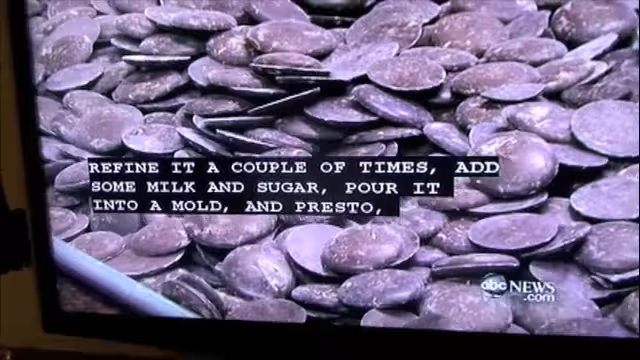 REFINE IT A COUPLE OF TIMES, ADD
SOME MILK AND SUGAR, POUR IT
INTO A MOLD, AND PRESTO,
abc NEWS
.com